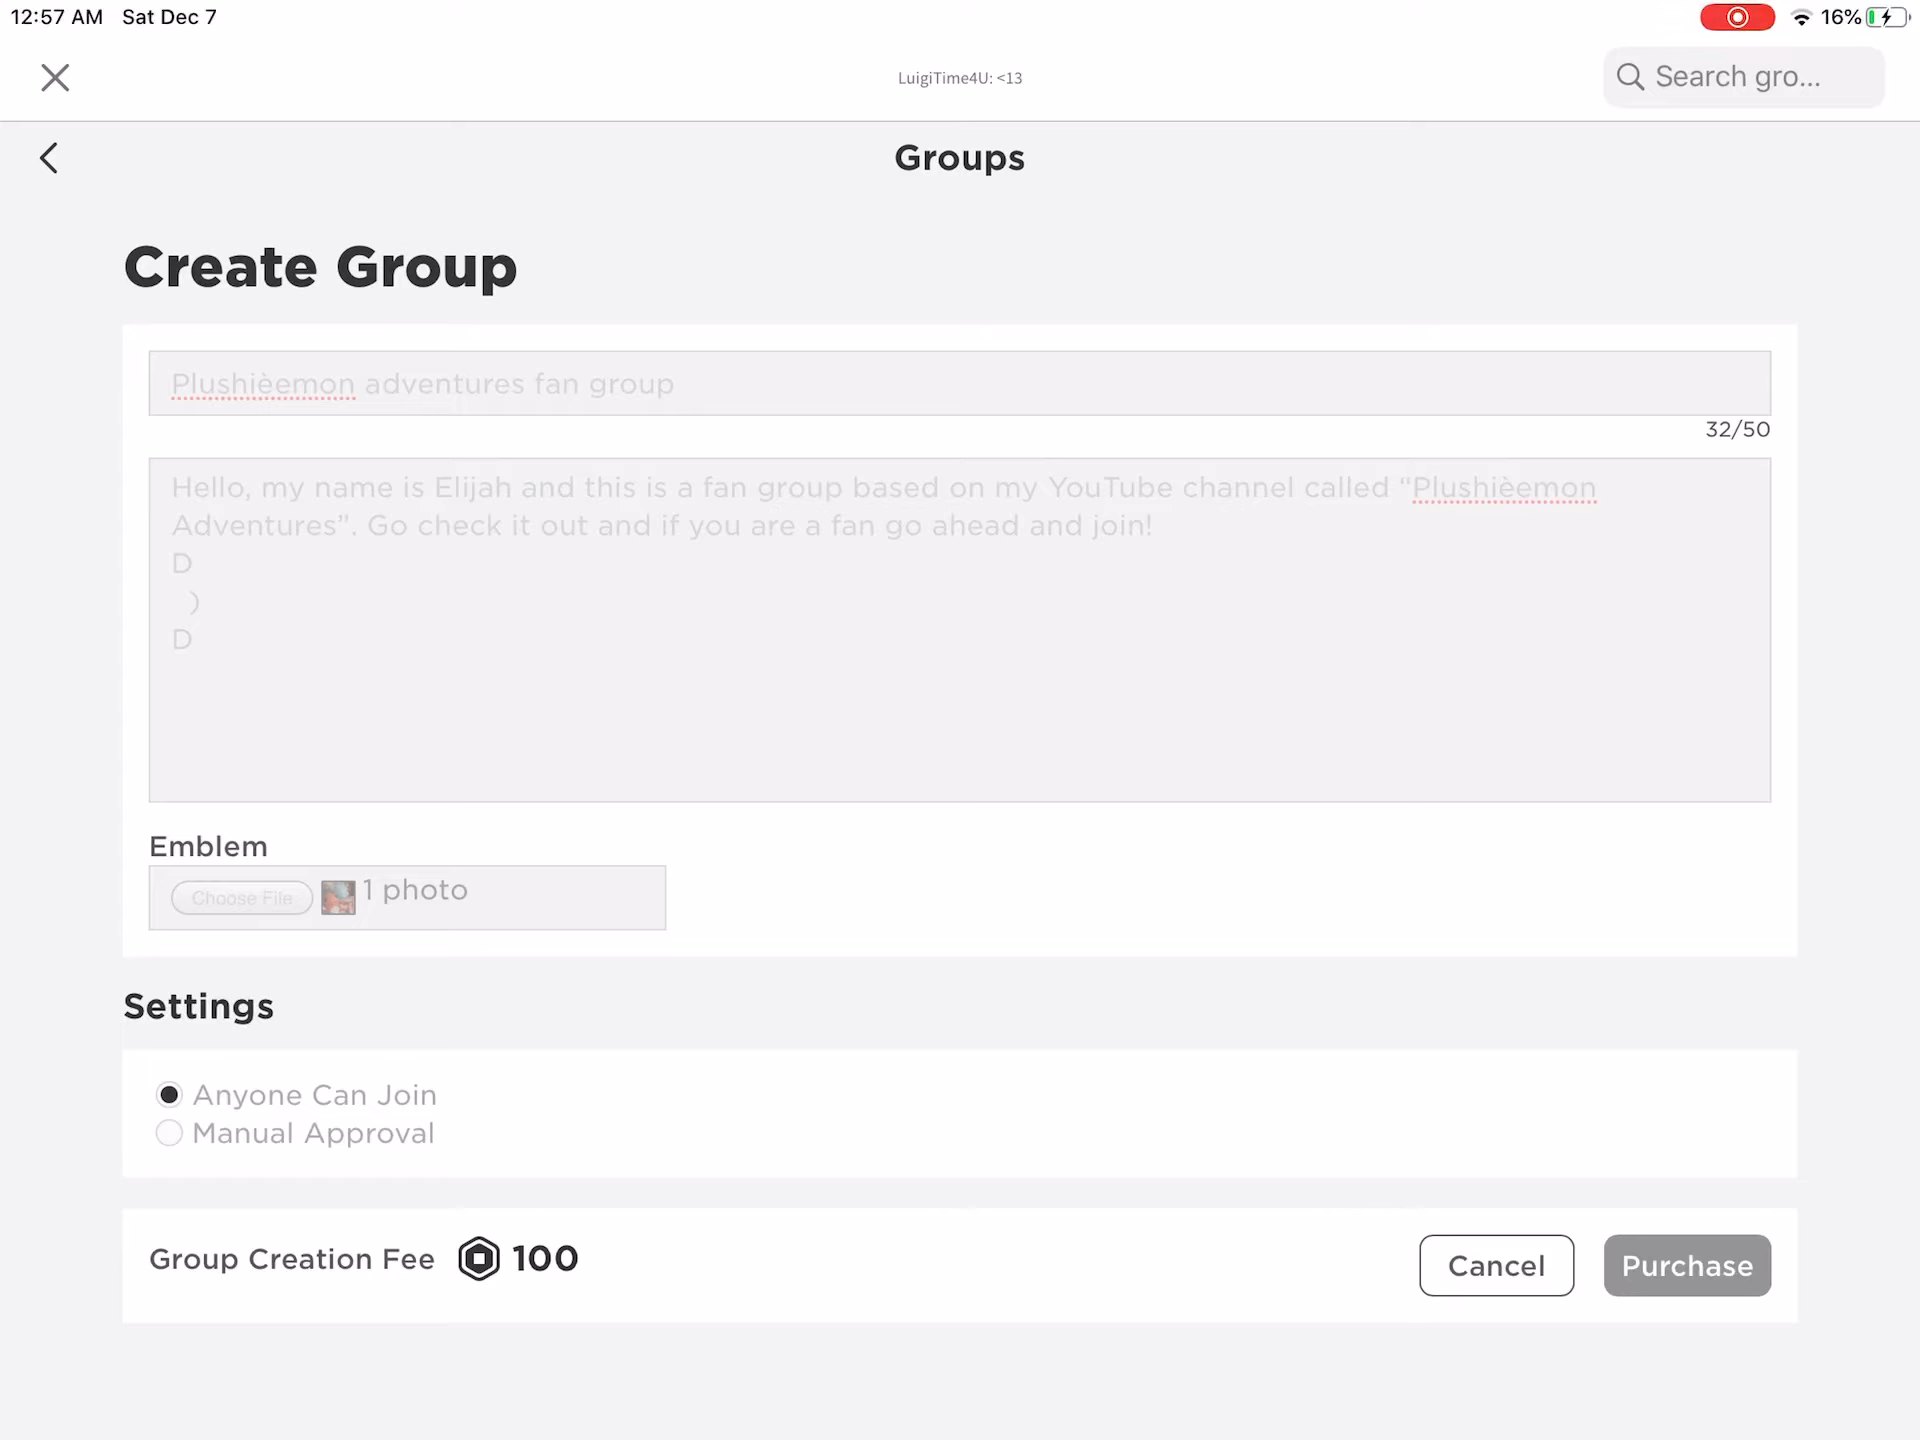 12:57 AM Sat Dec 7
16%
LuigiTime4U: <13
Search gro...
Groups
Create Group
Plushièemon adventures fan group
32/50
Hello, my name is Elijah and this is a fan group based on my YouTube channel called “Plushièemon
Adventures”. Go check it out and if you are a fan go ahead and join!
D
)
D
Emblem
Choose File 1 photo
Settings
Anyone Can Join
Manual Approval
Group Creation Fee 100
Cancel
Purchase